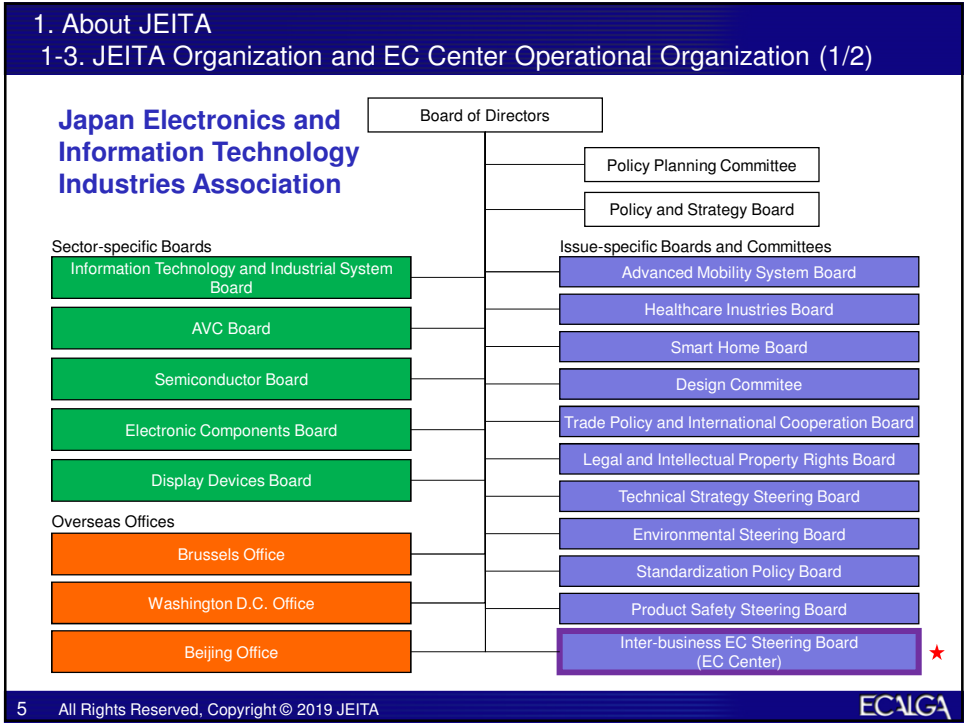 1. About JEITA
1-3. JEITA Organization and EC Center Operational Organization (1/2)
Japan Electronics and
Information Technology
Industries Association
Board of Directors
Policy Planning Committee
Policy and Strategy Board
Sector-specific Boards
Information Technology and Industrial System
Board
AVC Board
Semiconductor Board
Electronic Components Board
Display Devices Board
Overseas Offices
Brussels Office
Washington D.C. Office
Beijing Office
Issue-specific Boards and Committees
Advanced Mobility System Board
Healthcare Inustries Board
Smart Home Board
Design Commitee
Trade Policy and International Cooperation Board
Legal and Intellectual Property Rights Board
Technical Strategy Steering Board
Environmental Steering Board
Standardization Policy Board
Product Safety Steering Board
Inter-business EC Steering Board
(EC Center)
★
5 All Rights Reserved, Copyright © 2019 JEITA
ECALGA